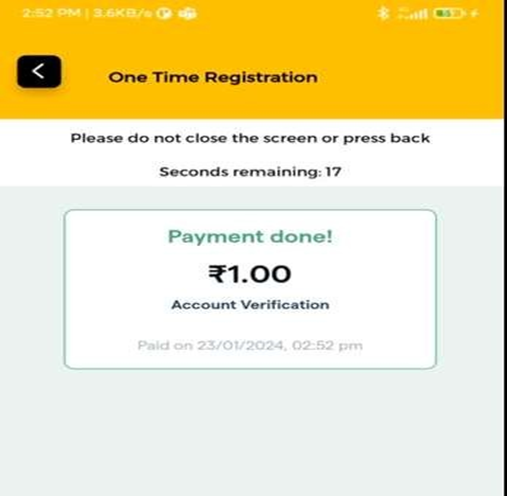 2:52 PM | 3.6KB/s
One Time Registration
Please do not close the screen or press back
Seconds remaining: 17
Payment done!
₹1.00
Account Verification
Paid on 23/01/2024, 02:52 pm